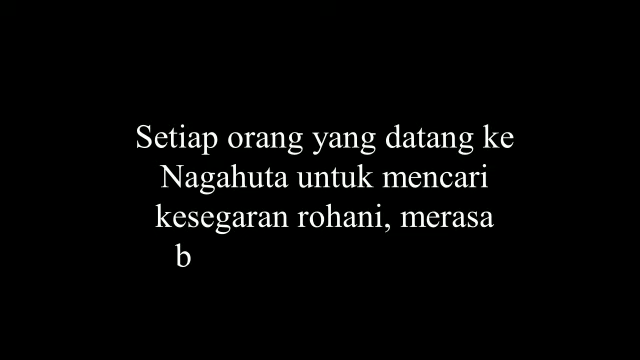 Setiap orang yang datang ke
Nagahuta untuk mencari
kesegaran rohani, merasa
b